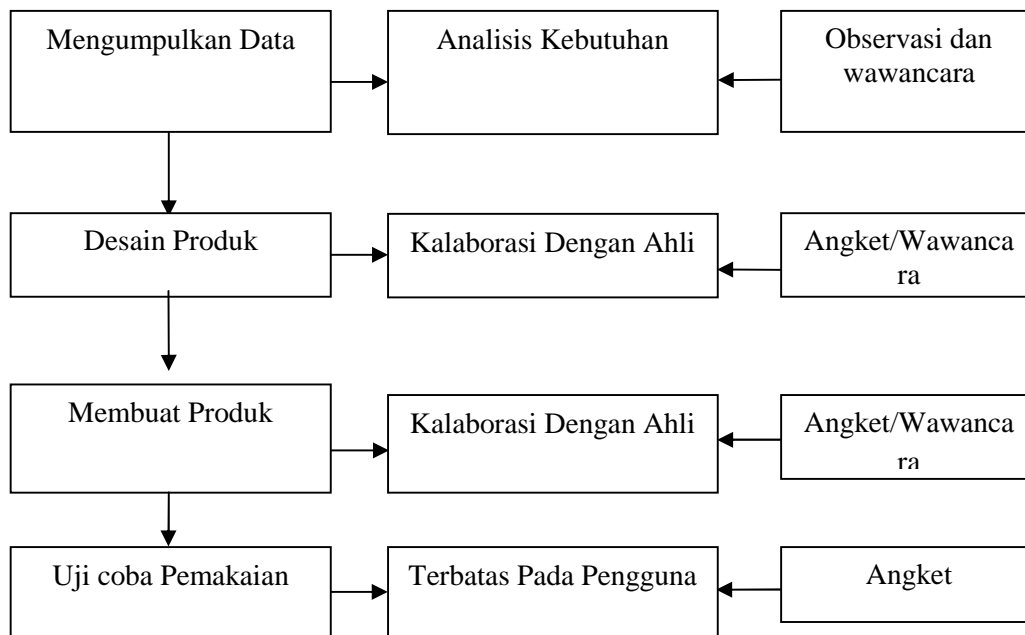 Mengumpulkan Data
Analisis Kebutuhan
Observasi dan
wawancara
Desain Produk
Kalaborasi Dengan Ahli
Angket/Wawanca
ra
Membuat Produk
Kalaborasi Dengan Ahli
Angket/Wawanca
ra
Uji coba Pemakaian
Terbatas Pada Pengguna
Angket